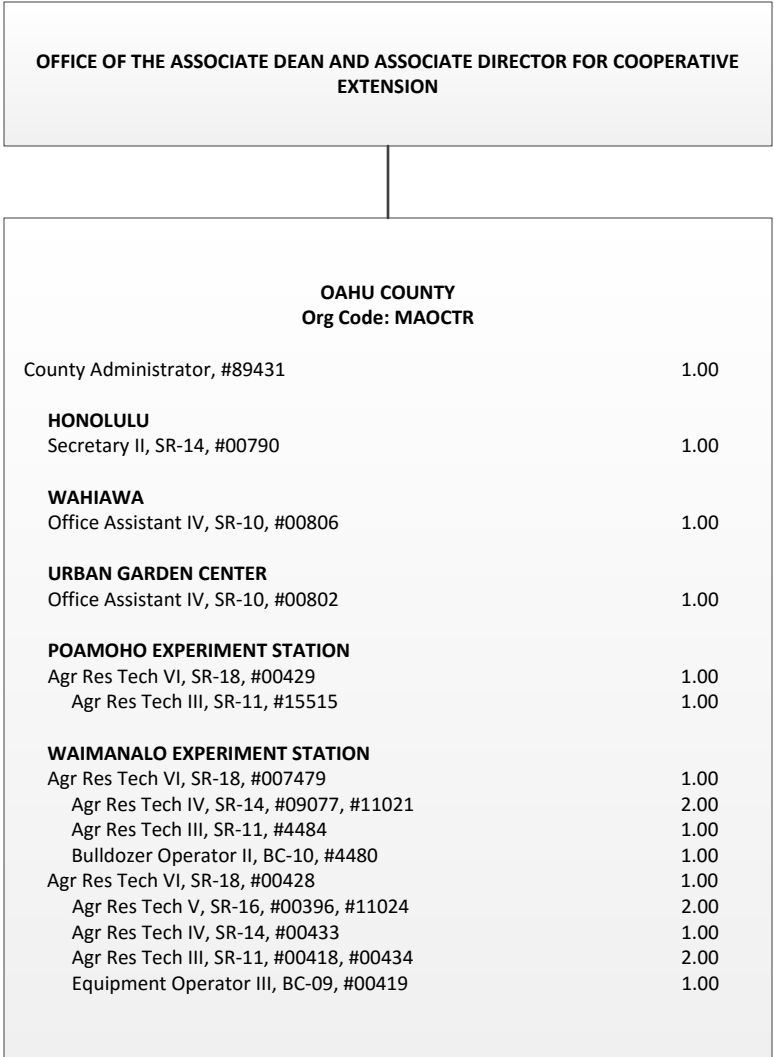 OFFICE OF THE ASSOCIATE DEAN AND ASSOCIATE DIRECTOR FOR COOPERATIVE
EXTENSION
OAHU COUNTY
Org Code: MAOCTR
County Administrator, #89431 1.00
HONOLULU
Secretary II, SR-14, #00790 1.00
WAHIAWA
Office Assistant IV, SR-10, #00806 1.00
URBAN GARDEN CENTER
Office Assistant IV, SR-10, #00802 1.00
POAMOHO EXPERIMENT STATION
Agr Res Tech VI, SR-18, #00429 1.00
Agr Res Tech III, SR-11, #15515 1.00
WAIMANALO EXPERIMENT STATION
Agr Res Tech VI, SR-18, #007479 1.00
Agr Res Tech IV, SR-14, #09077, #11021 2.00
Agr Res Tech III, SR-11, #4484 1.00
Bulldozer Operator II, BC-10, #4480 1.00
Agr Res Tech VI, SR-18, #00428 1.00
Agr Res Tech V, SR-16, #00396, #11024 2.00
Agr Res Tech IV, SR-14, #00433 1.00
Agr Res Tech III, SR-11, #00418, #00434 2.00
Equipment Operator III, BC-09, #00419 1.00